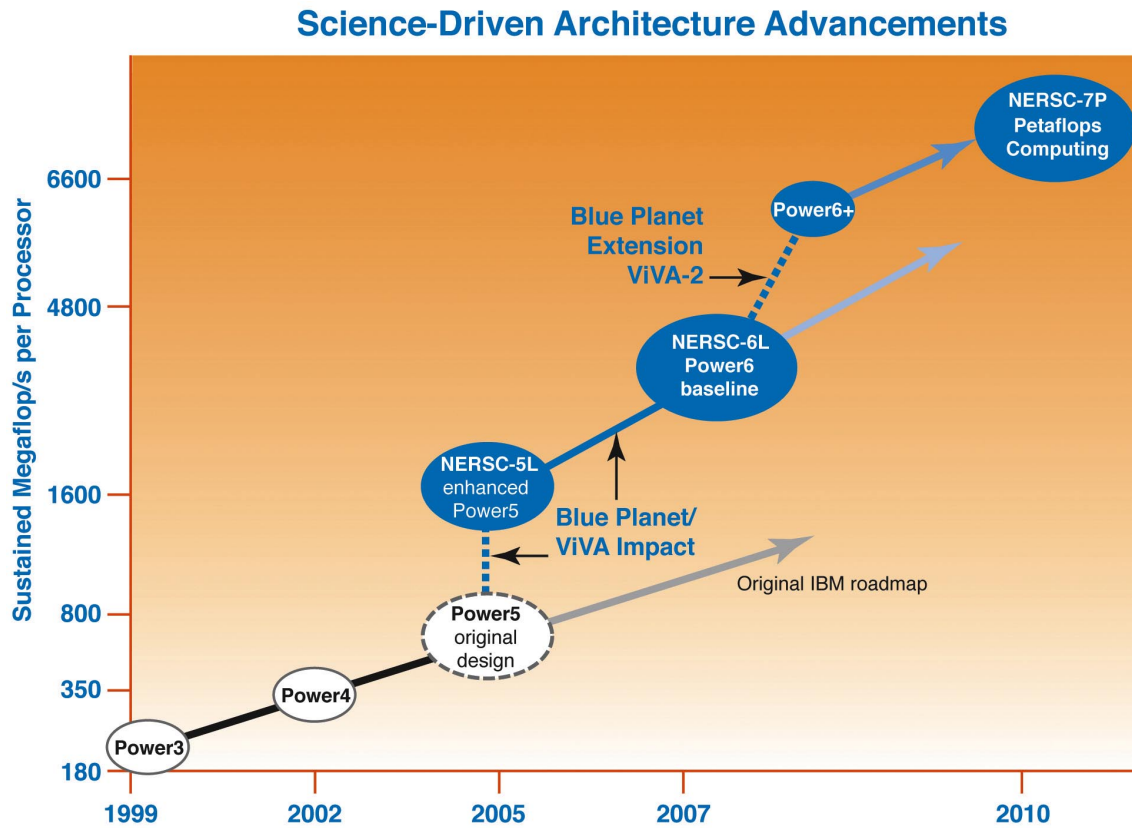 Science-Driven Architecture Advancements
Sustained Megaflop/s per Processor
6600
4800
1600
800
350
180
NERSC-7P
Petaflops
Computing
Power6+
Blue Planet
Extension
ViVA-2
NERSC-6L
Power6
baseline
NERSC-5L
enhanced
Power5
Blue Planet/
ViVA Impact
Original IBM roadmap
Power5
original
design
Power4
Power3
1999
2002
2005
2007
2010